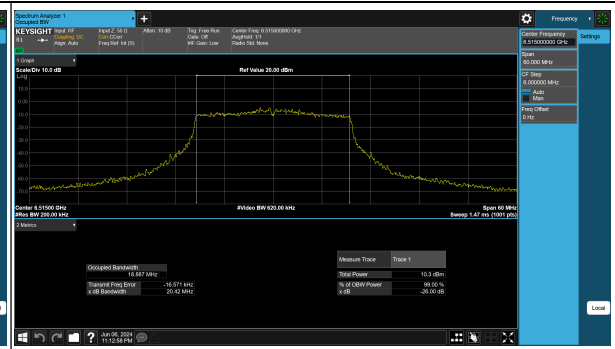 Spectrum Analyzer 1
Occupied BW
+
Frequency
KEYSIGHT Input: RF Input Z: 50 Ω Atten: 10 dB Trig: Free Run Center Freq: 6.515000000 GHz
R L Coupling: DC Corr CCorr Gate: Off Avg|Hold: 1/1
Align: Auto Freq Ref: Int (S) #IF Gain: Low Radio Std: None
Center Frequency
6.515000000 GHz
Settings
Span
60.000 MHz
CF Step
6.000000 MHz
Auto
Man
Freq Offset
0 Hz
1 Graph
Scale/Div 10.0 dB Ref Value 20.00 dBm
Log
10.0
0.00
-10.0
-20.0
-30.0
-40.0
-50.0
-60.0
-70.0
Center 6.51500 GHz #Video BW 620.00 kHz Span 60 MHz
#Res BW 200.00 kHz Sweep 1.47 ms (1001 pts)
2 Metrics
Measure Trace Trace 1
Occupied Bandwidth
18.887 MHz
Total Power 10.3 dBm
Transmit Freq Error -16.571 kHz % of OBW Power 99.00 %
x dB Bandwidth 20.42 MHz x dB -26.00 dB
Local
? Jun 06, 2024
11:12:58 PM